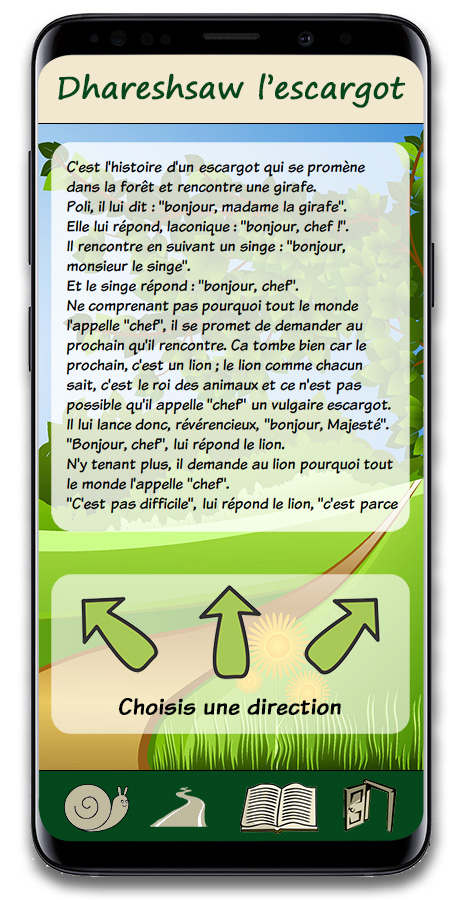 Dhareshsaw l'escargot
C'est l'histoire d'un escargot qui se promène
dans la forêt et rencontre une girafe.
Poli, il lui dit : "bonjour, madame la girafe".
Elle lui répond, laconique : "bonjour, chef !".
Il rencontre en suivant un singe : "bonjour,
monsieur le singe".
Et le singe répond : "bonjour, chef".
Ne comprenant pas pourquoi tout le monde
l'appelle "chef", il se promet de demander au
prochain qu'il rencontre. Ca tombe bien car le
prochain, c'est un lion ; le lion comme chacun
sait, c'est le roi des animaux et ce n'est pas
possible qu'il appelle "chef" un vulgaire escargot.
Il lui lance donc, révérencieux, "bonjour, Majesté".
"Bonjour, chef", lui répond le lion.
N'y tenant plus, il demande au lion pourquoi tout
le monde l'appelle "chef".
"C'est pas difficile", lui répond le lion, "c'est parce
Choisis une direction